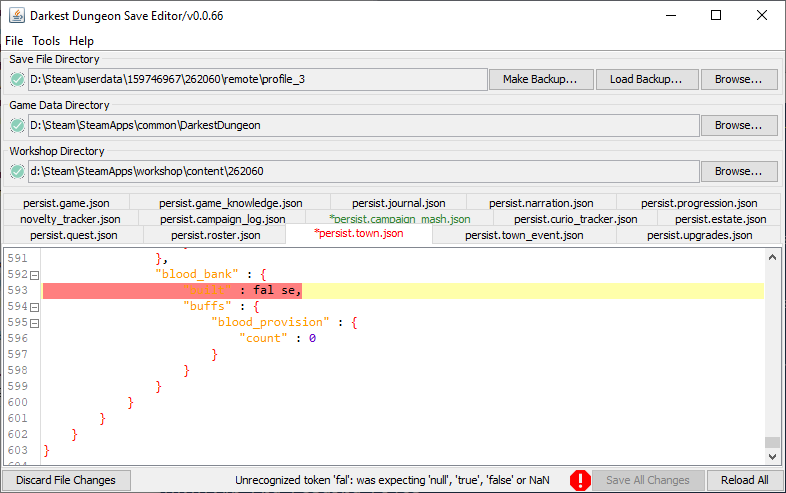 Darkest Dungeon Save Editor/v0.0.66
File Tools Help
Save File Directory
D:\Steam\userdata\159746967\262060\remote\profile_3 Make Backup... Load Backup... Browse...
Game Data Directory
D:\Steam\SteamApps\common\DarkestDungeon Browse...
Workshop Directory
d:\Steam\SteamApps\workshop\content\262060 Browse...
persist.game.json persist.game_knowledge.json persist.journal.json persist.narration.json persist.progression.json
novelty_tracker.json persist.campaign_log.json *persist.campaign_mash.json persist.curio_tracker.json persist.estate.json
persist.quest.json persist.roster.json *persist.town.json persist.town_event.json persist.upgrades.json
591 },
592 "blood_bank" : {
593 : fal se,
594 "buffs" : {
595 "blood_provision" : {
596 "count" : 0
597 }
598 }
599 }
600 }
601 }
602 }
603 }
Discard File Changes Unrecognized token 'fal': was expecting 'null', 'true', 'false' or NaN Save All Changes Reload All